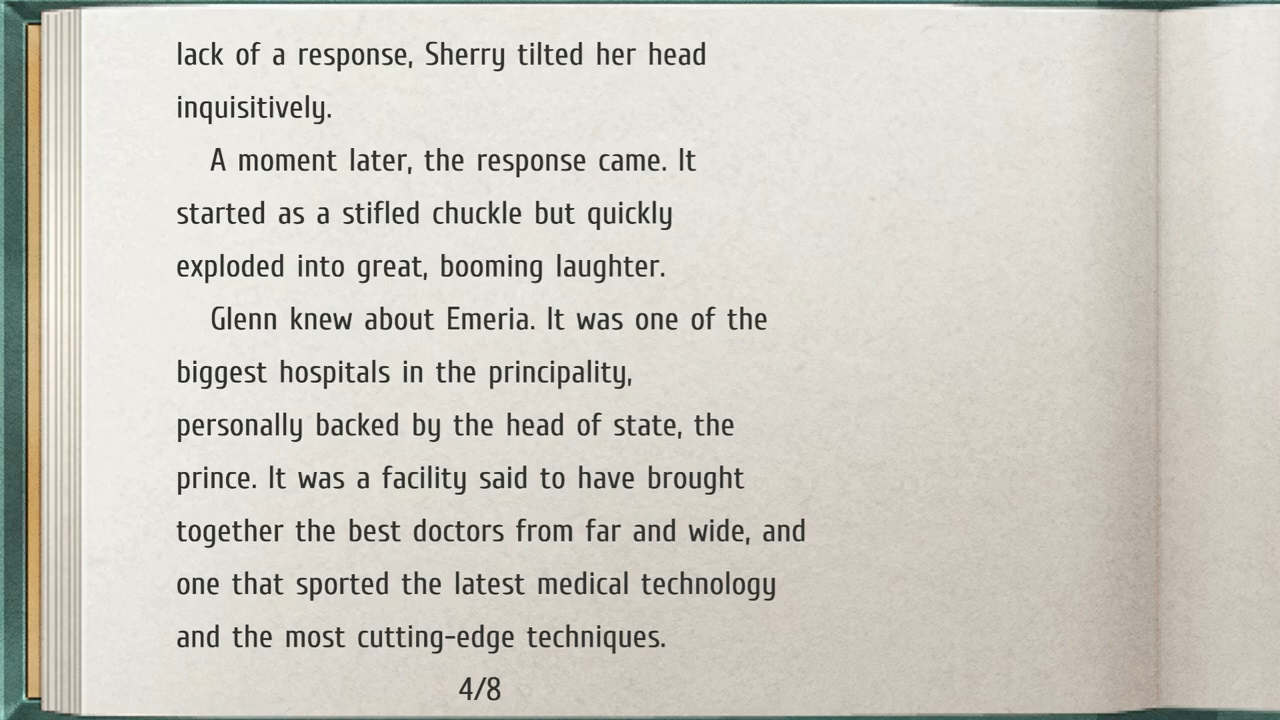 lack of a response, Sherry tilted her head
inquisitively.
A moment later, the response came. It
started as a stifled chuckle but quickly
exploded into great, booming laughter.
Glenn knew about Emeria. It was one of the
biggest hospitals in the principality,
personally backed by the head of state, the
prince. It was a facility said to have brought
together the best doctors from far and wide, and
one that sported the latest medical technology
and the most cutting-edge techniques.
4/8